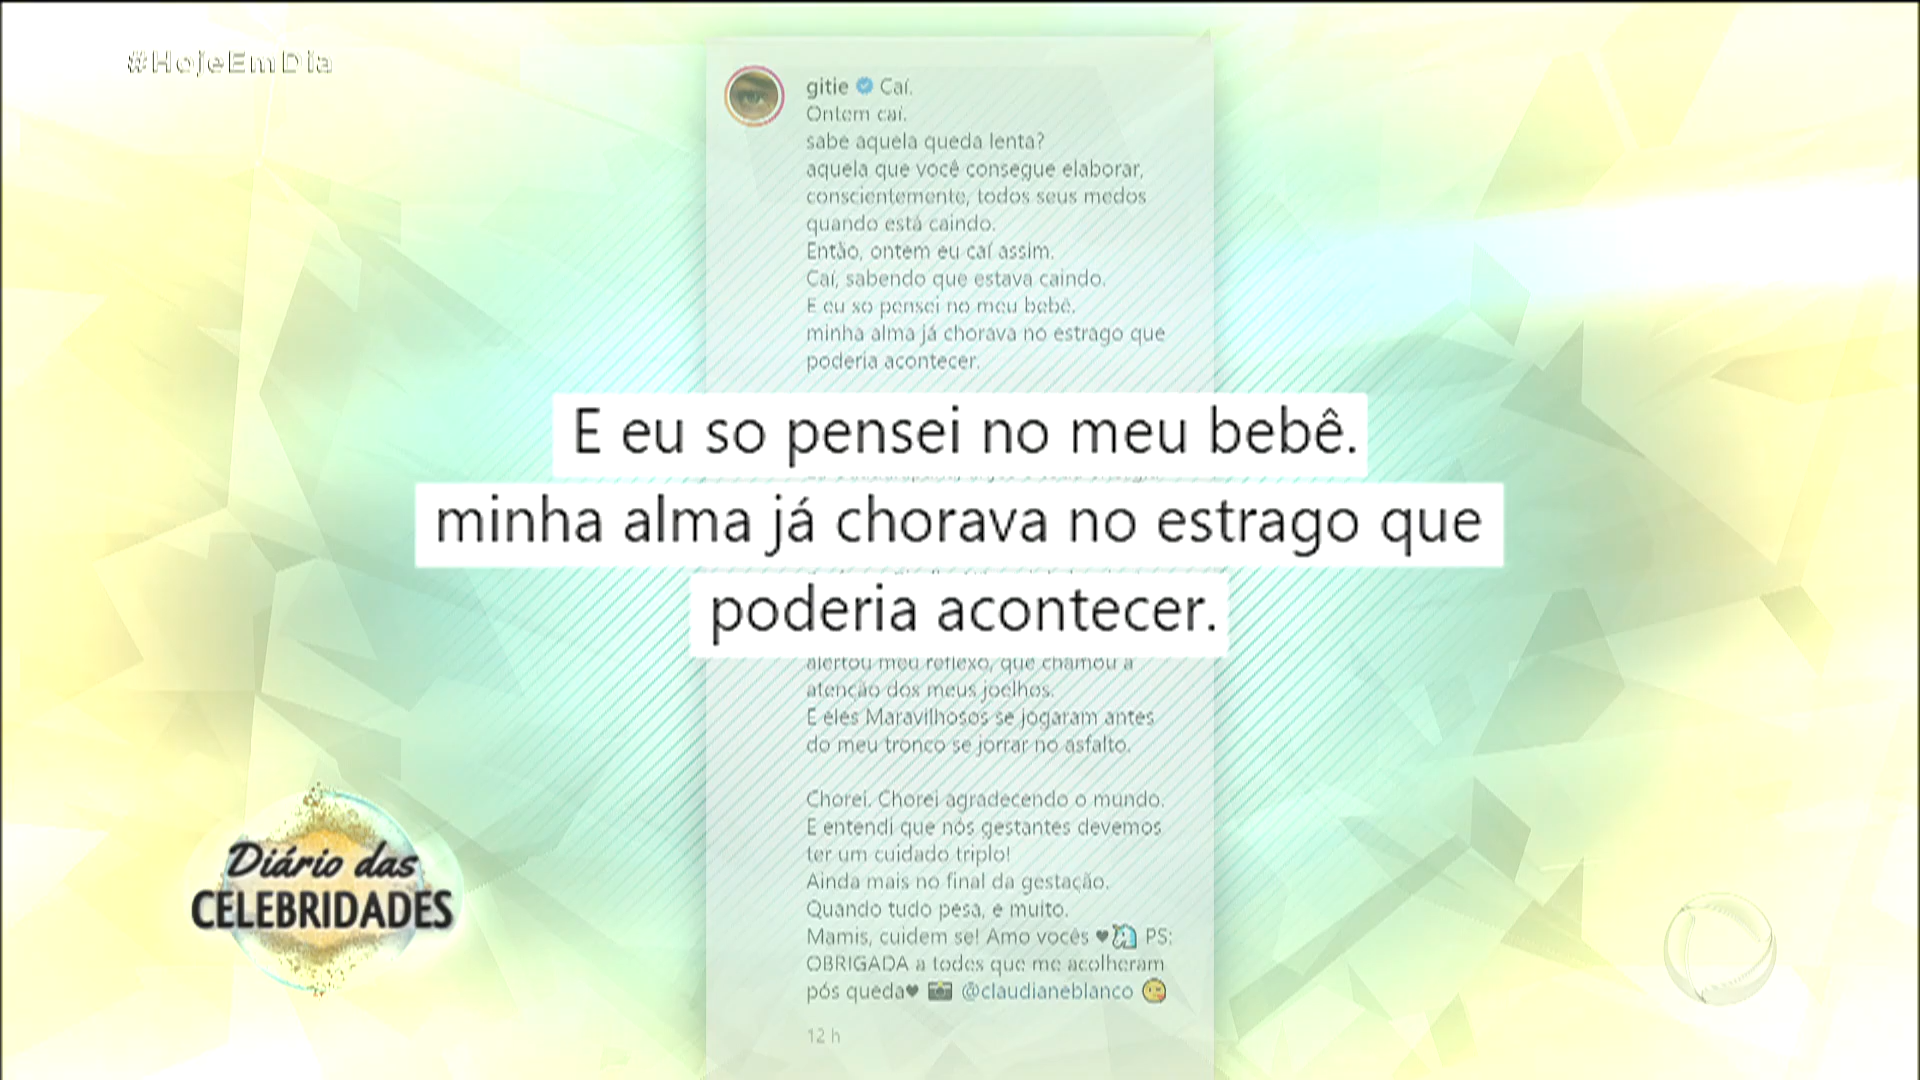 #HojeEmDia
gitie Caí.
Ontem caí.
sabe aquela queda lenta?
aquela que você consegue elaborar,
conscientemente, todos seus medos
quando está caindo.
Então, ontem eu caí assim.
Caí, sabendo que estava caindo.
E eu so pensei no meu bebê.
minha alma já chorava no estrago que
poderia acontecer.
E eu so pensei no meu bebê.
minha alma já chorava no estrago que
poderia acontecer.
alertou meu reflexo, que chamou a
atenção dos meus joelhos.
E eles Maravilhosos se jogaram antes
do meu tronco se jorrar no asfalto.
Chorei. Chorei agradecendo o mundo.
E entendi que nós gestantes devemos
ter um cuidado triplo!
Ainda mais no final da gestação.
Quando tudo pesa, e muito.
Mamis, cuidem se! Amo vocês ♥🦄 PS:
OBRIGADA a todes que me acolheram
pós queda♥ 📸 @claudianeblanco 😘
12 h
Diário das
CELEBRIDADES